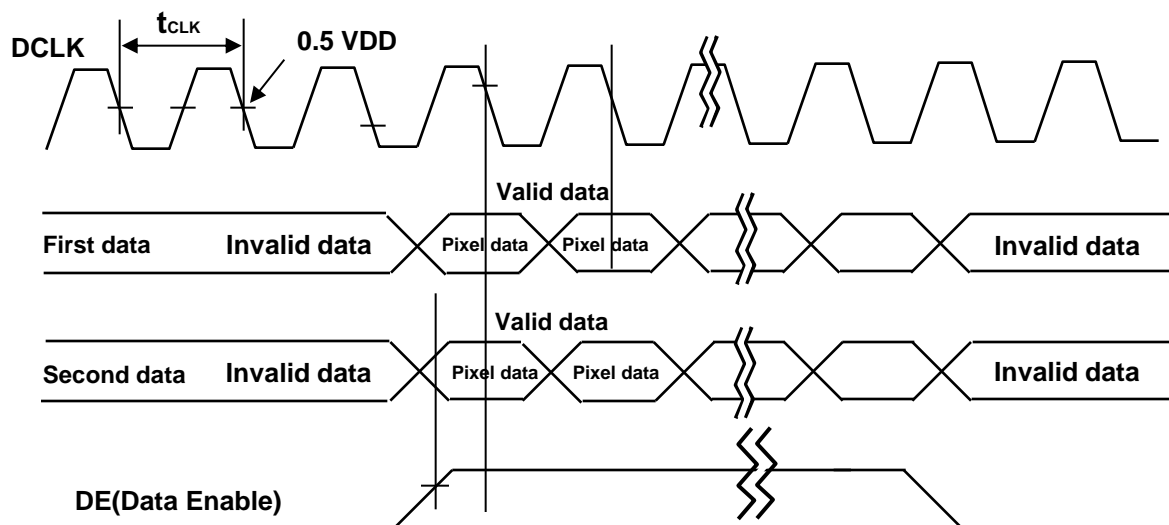 tCLK
DCLK
0.5 VDD
Valid data
First data
Invalid data
Pixel data
Pixel data
Invalid data
Valid data
Second data
Invalid data
Pixel data
Pixel data
Invalid data
DE(Data Enable)